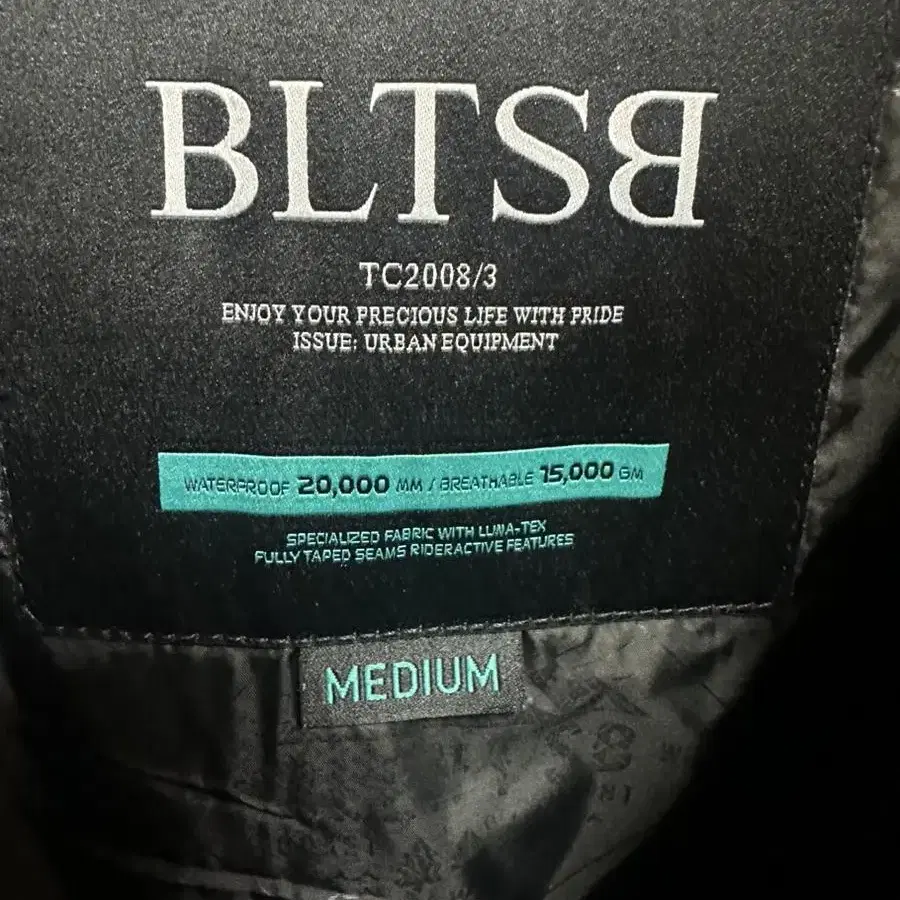 BLTSB
TC2008/3
ENJOY YOUR PRECIOUS LIFE WITH PRIDE
ISSUE: URBAN EQUIPMENT
WATERPROOF 20,000 MM / BREATHABLE 15,000 GM
SPECIALIZED FABRIC WITH LUNA-TEX
FULLY TAPED SEAMS RIDERACTIVE FEATURES
MEDIUM